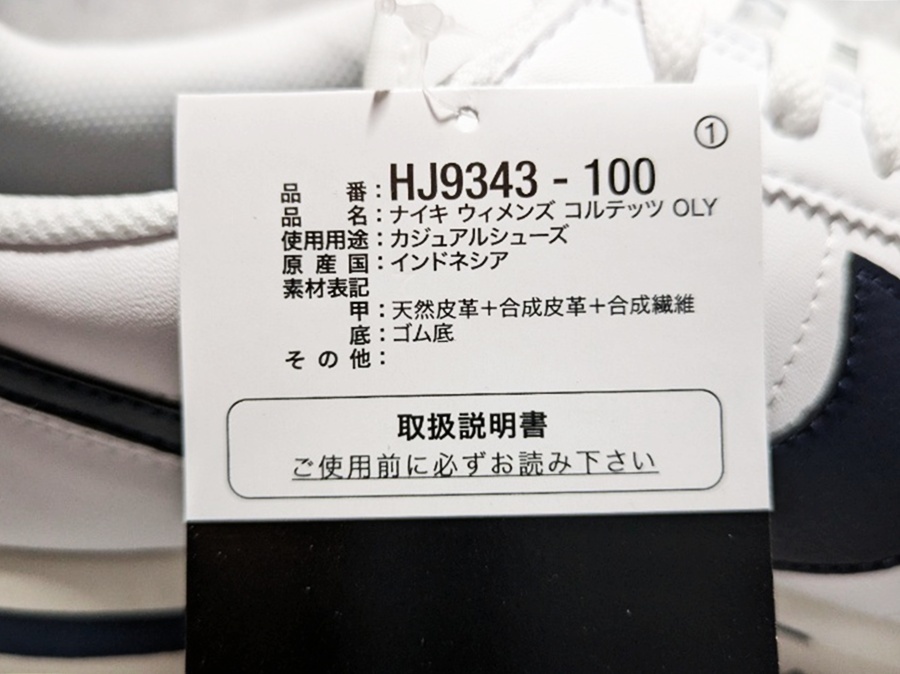 ①
品番:HJ9343 - 100
品名:ナイキ ウィメンズ コルテッツ OLY
使用用途:カジュアルシューズ
原産国:インドネシア
素材表記
甲:天然皮革+合成皮革+合成繊維
底:ゴム底
その他:
取扱説明書
ご使用前に必ずお読み下さい